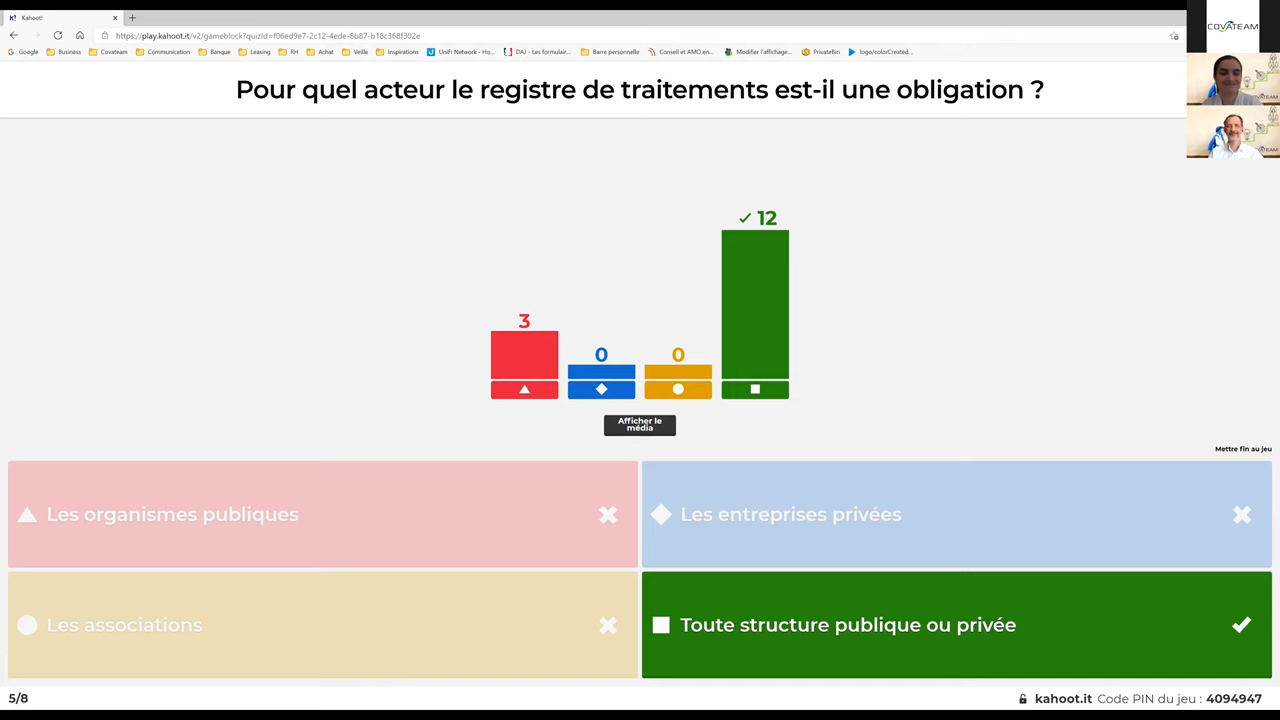 K! Kahoot!
https://play.kahoot.it/v2/gameblock?quizId=f06ed9e7-2c12-4ede-8b87-b18c368f302e
Google Business Covateam Communication Banque Leasing RH Achat Veille Inspirations UniFi Network - Ho... DAJ - Les formulair... Barre personnelle Conseil et AMO en... Modifier l'affichage... PrivateBin logo/colorCreated...
COVATEAM
Pour quel acteur le registre de traitements est-il une obligation ?
12
3
0
0
Afficher le
média
Mettre fin au jeu
Les organismes publiques
Les entreprises privées
Les associations
Toute structure publique ou privée
5/8
kahoot.it Code PIN du jeu : 4094947